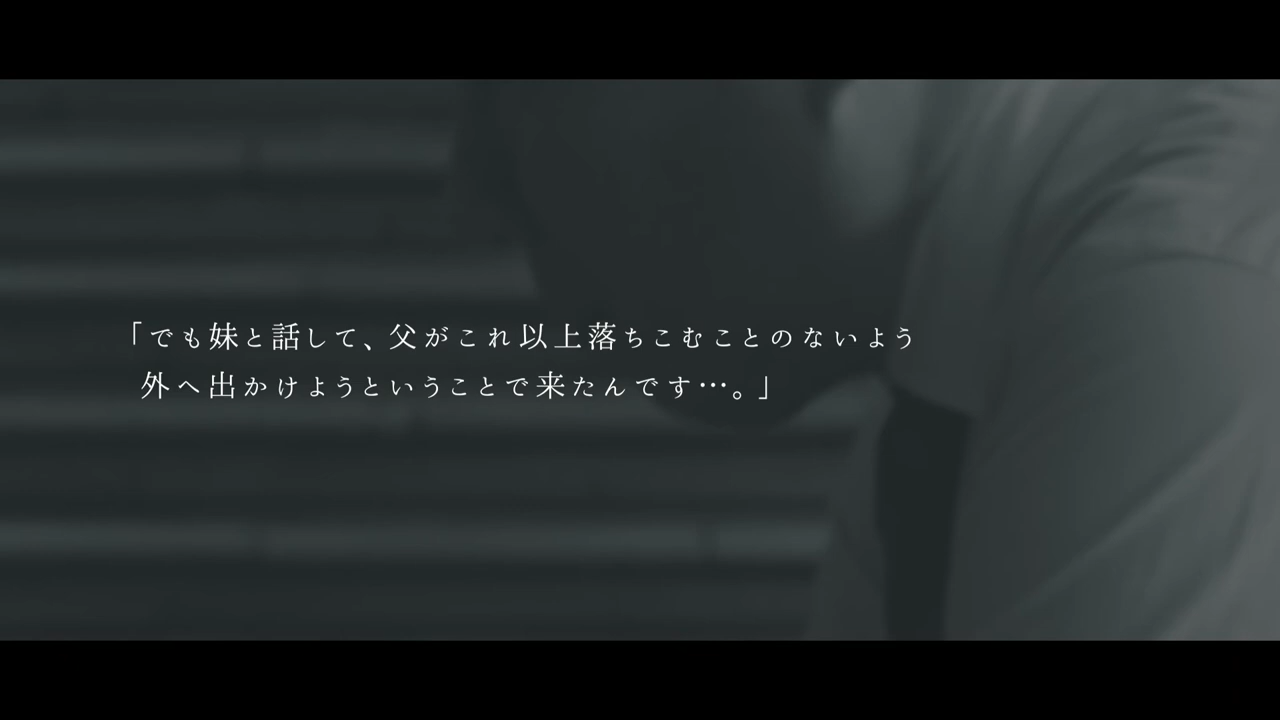 「でも妹と話して、父がこれ以上落ちこむことのないよう
外へ出かけようということで来たんです…。」